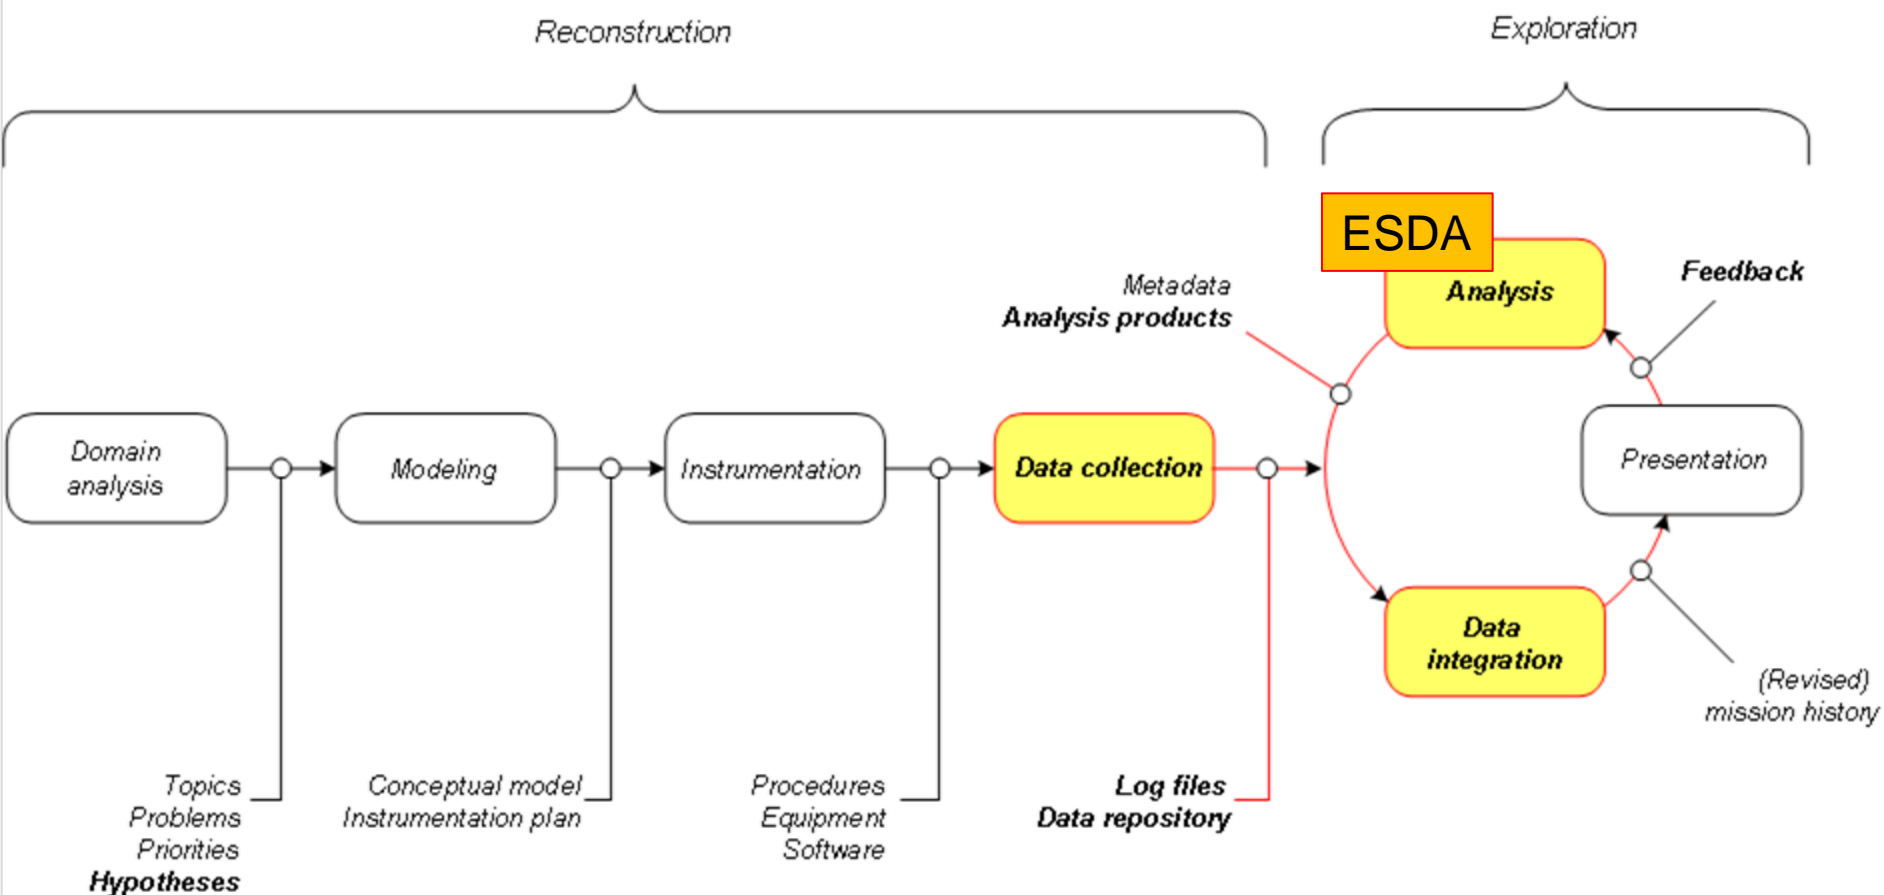 Reconstruction
Exploration
ESDA
Analysis
Feedback
Metadata
Analysis products
Domain
analysis
Modeling
Instrumentation
Data collection
Presentation
Data
integration
(Revised)
mission history
Topics
Problems
Priorities
Hypotheses
Conceptual model
Instrumentation plan
Procedures
Equipment
Software
Log files
Data repository